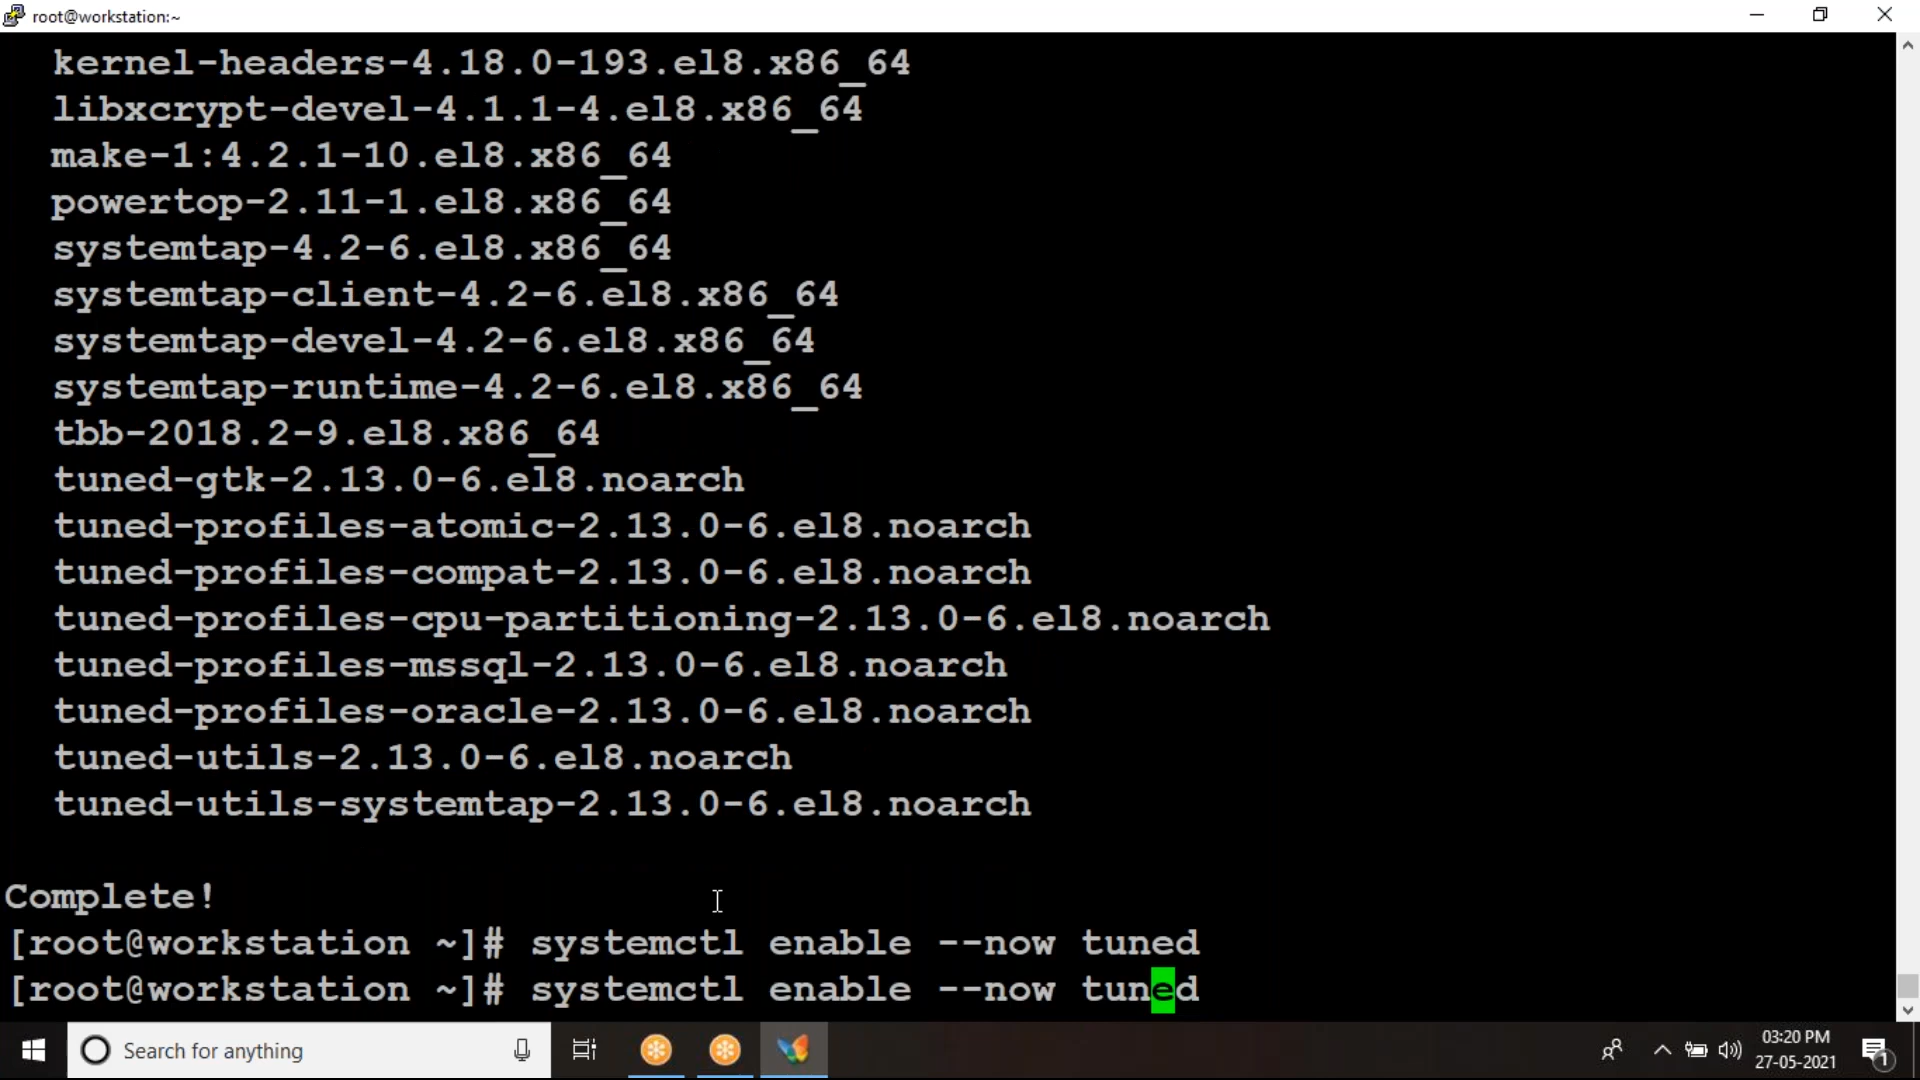 root@workstation:~
kernel-headers-4.18.0-193.el8.x86_64
libxcrypt-devel-4.1.1-4.el8.x86_64
make-1:4.2.1-10.el8.x86_64
powertop-2.11-1.el8.x86_64
systemtap-4.2-6.el8.x86_64
systemtap-client-4.2-6.el8.x86_64
systemtap-devel-4.2-6.el8.x86_64
systemtap-runtime-4.2-6.el8.x86_64
tbb-2018.2-9.el8.x86_64
tuned-gtk-2.13.0-6.el8.noarch
tuned-profiles-atomic-2.13.0-6.el8.noarch
tuned-profiles-compat-2.13.0-6.el8.noarch
tuned-profiles-cpu-partitioning-2.13.0-6.el8.noarch
tuned-profiles-mssql-2.13.0-6.el8.noarch
tuned-profiles-oracle-2.13.0-6.el8.noarch
tuned-utils-2.13.0-6.el8.noarch
tuned-utils-systemtap-2.13.0-6.el8.noarch
Complete!
[root@workstation ~]# systemctl enable --now tuned
[root@workstation ~]# systemctl enable --now tuned
Search for anything
03:20 PM
27-05-2021
1